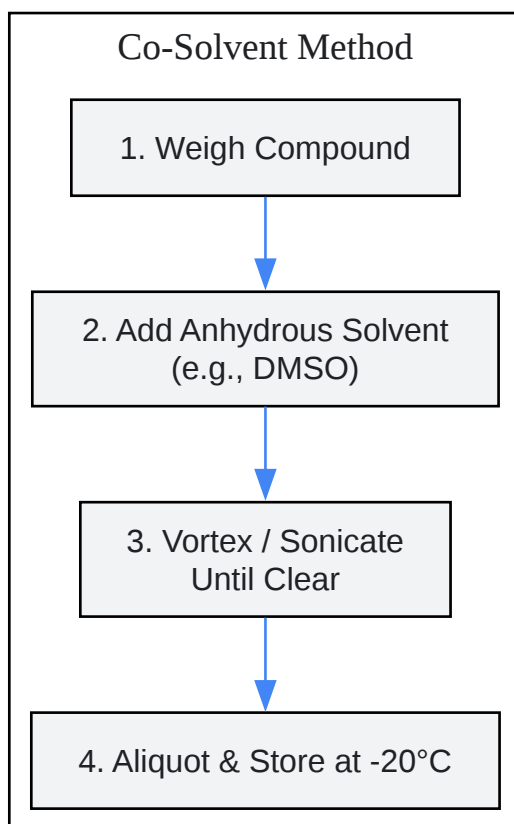 Co-Solvent Method
1. Weigh Compound
2. Add Anhydrous Solvent
(e.g., DMSO)
3. Vortex / Sonicate
Until Clear
4. Aliquot & Store at -20°C